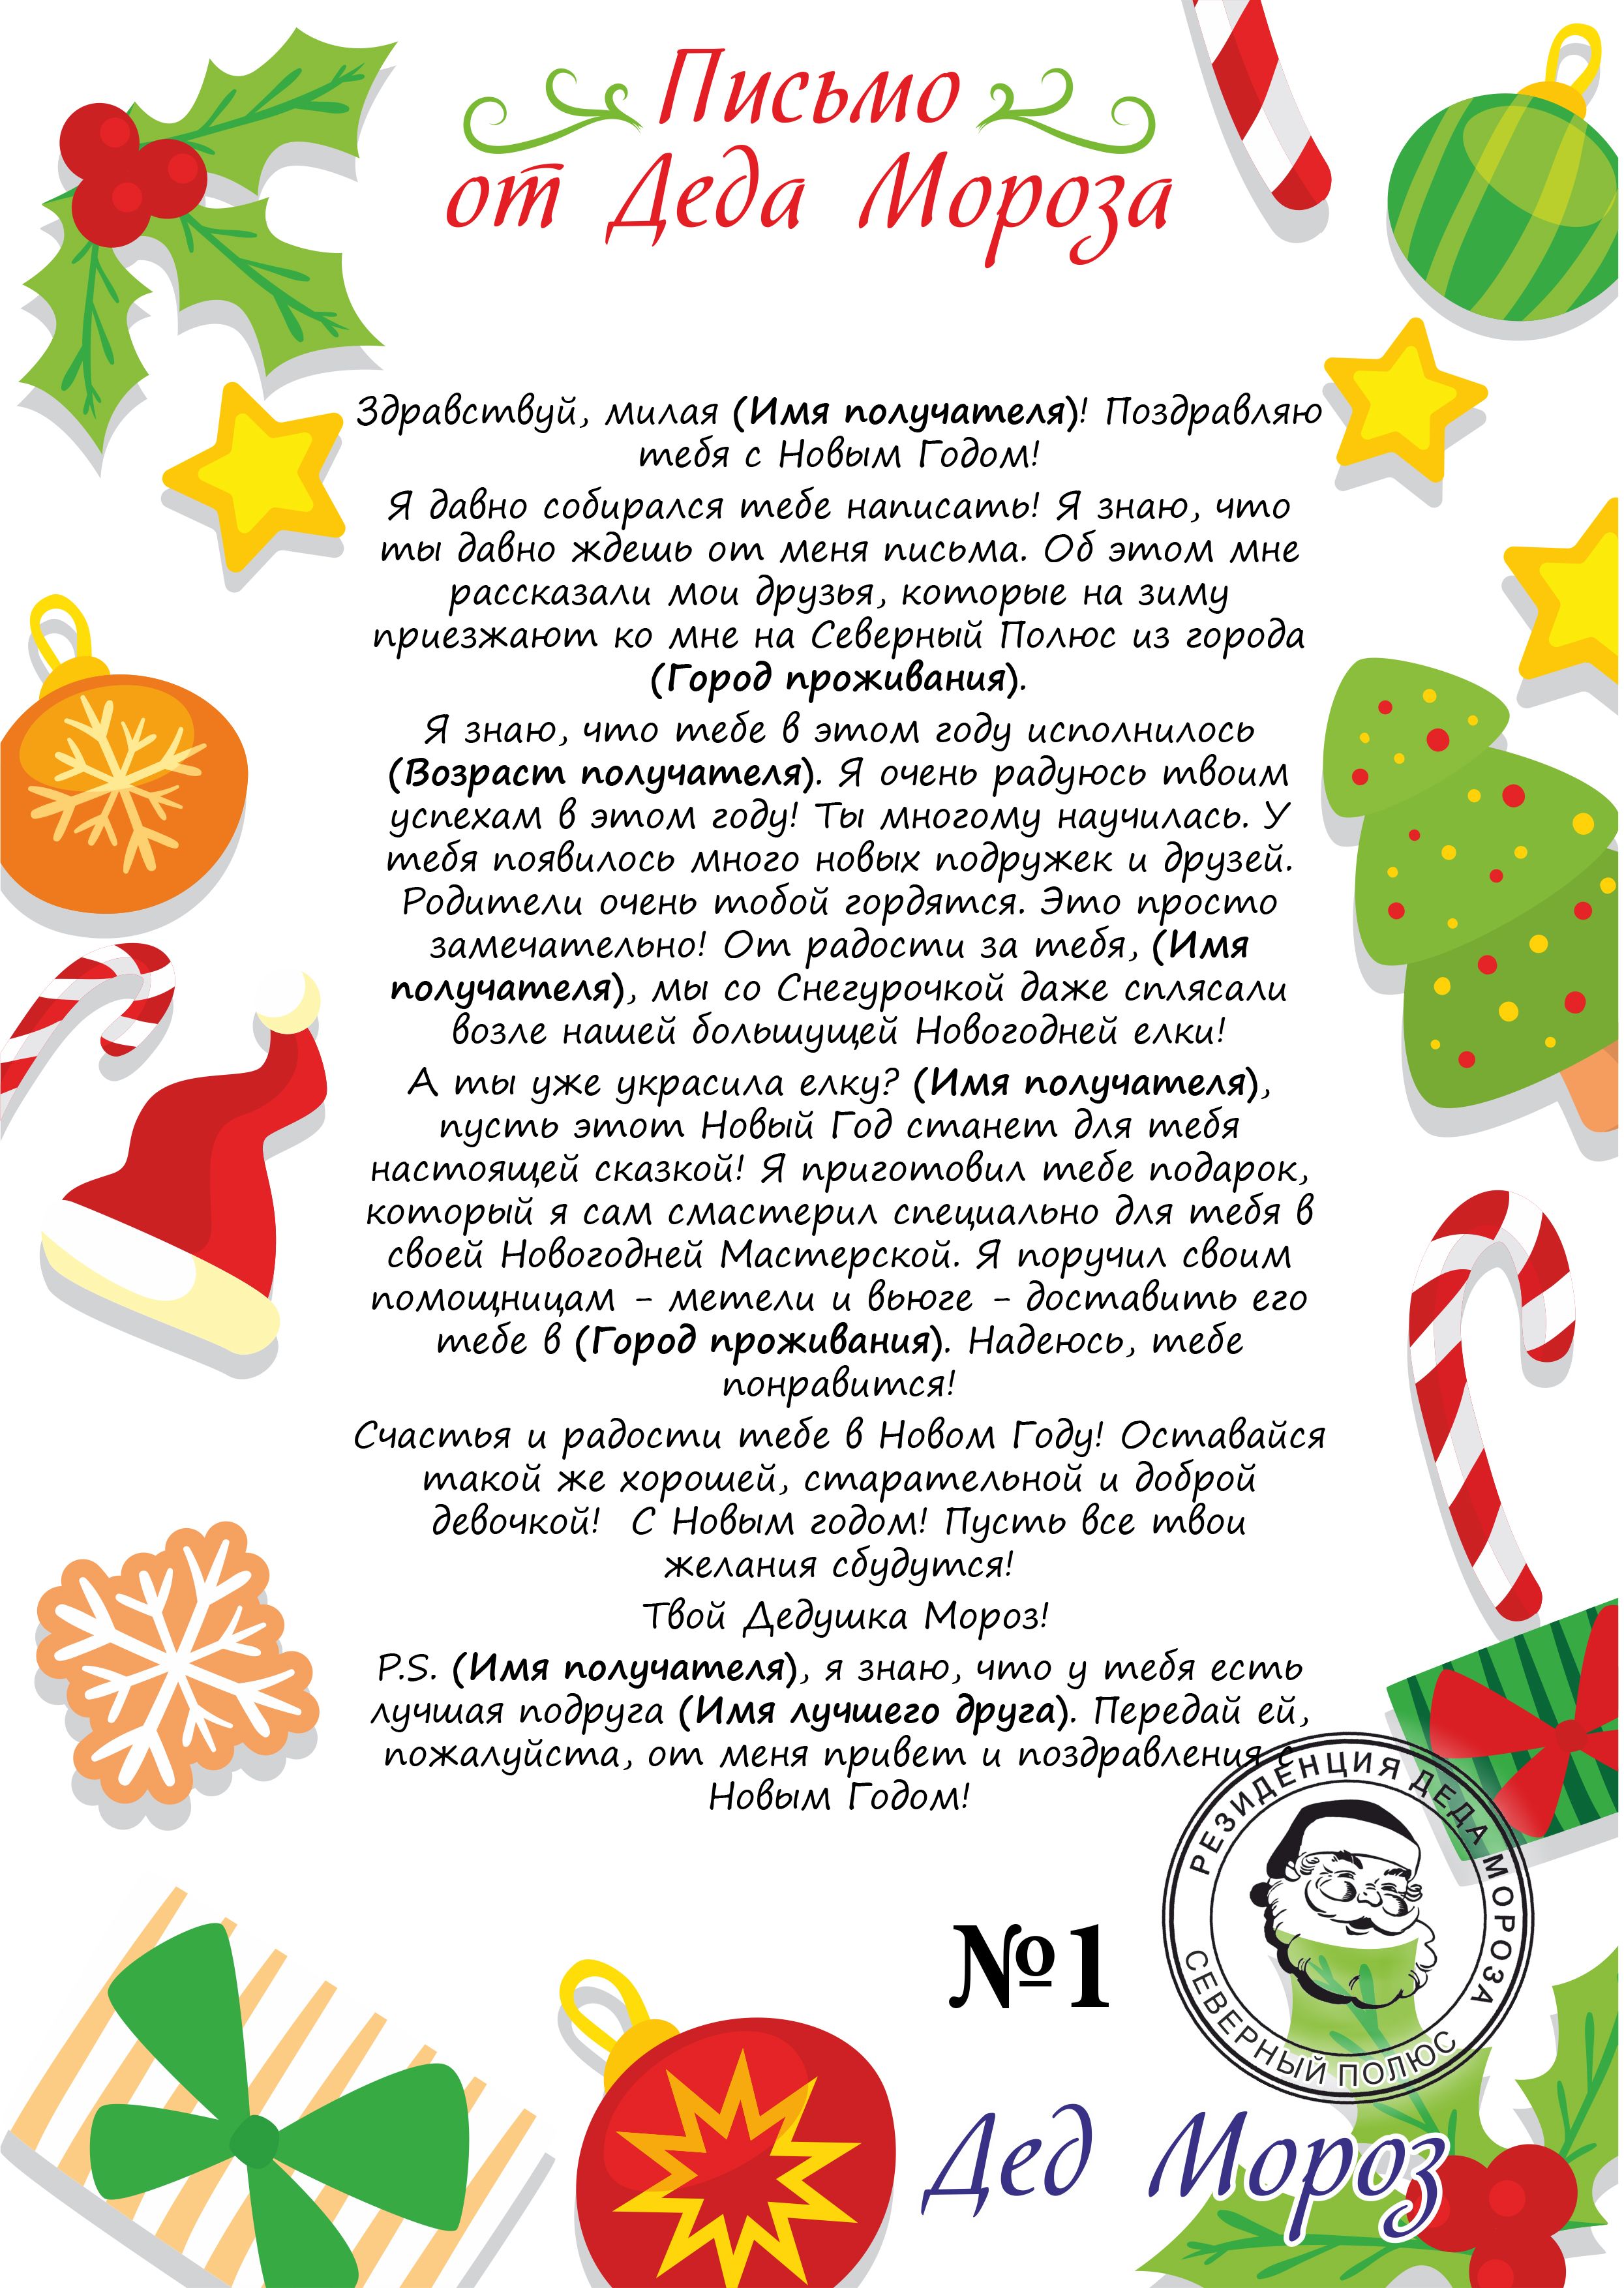 Письмо
от Деда Мороза
Здравствуй, милая (Имя получателя)! Поздравляю
тебя с Новым Годом!
Я давно собирался тебе написать! Я знаю, что
ты давно ждешь от меня письма. Об этом мне
рассказали мои друзья, которые на зиму
приезжают ко мне на Северный Полюс из города
(Город проживания).
Я знаю, что тебе в этом году исполнилось
(Возраст получателя). Я очень радуюсь твоим
успехам в этом году! Ты многому научилась. У
тебя появилось много новых подружек и друзей.
Родители очень тобой гордятся. Это просто
замечательно! От радости за тебя, (Имя
получателя), мы со Снегурочкой даже сплясали
возле нашей большущей Новогодней елки!
А ты уже украсила елку? (Имя получателя),
пусть этот Новый Год станет для тебя
настоящей сказкой! Я приготовил тебе подарок,
который я сам смастерил специально для тебя в
своей Новогодней Мастерской. Я поручил своим
помощницам - метели и вьюге - доставить его
тебе в (Город проживания). Надеюсь, тебе
понравится!
Счастья и радости тебе в Новом Году! Оставайся
такой же хорошей, старательной и доброй
девочкой!  С Новым годом! Пусть все твои
желания сбудутся!
Твой Дедушка Мороз!
P.S. (Имя получателя), я знаю, что у тебя есть
лучшая подруга (Имя лучшего друга). Передай ей,
пожалуйста, от меня привет и поздравления с
Новым Годом!
РЕЗИДЕНЦИЯ ДЕДА МОРОЗА
СЕВЕРНЫЙ ПОЛЮС
№1
Дед Мороз